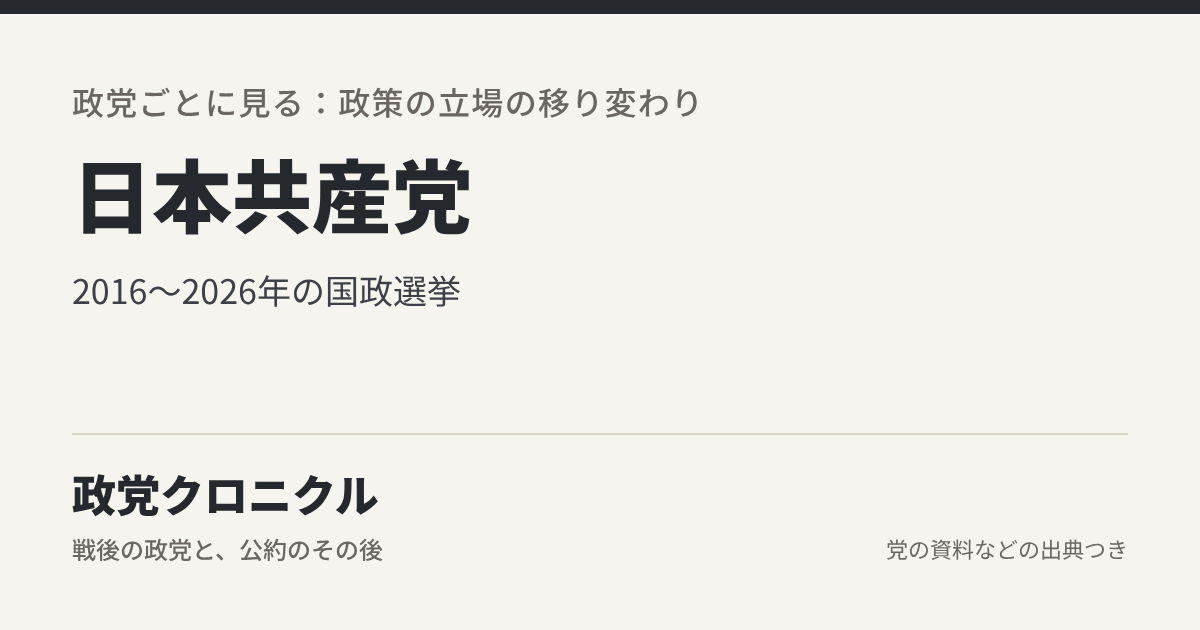 政党ごとに見る：政策の立場の移り変わり
日本共産党
2016〜2026年の国政選挙
政党クロニクル
戦後の政党と、公約のその後
党の資料などの出典つき